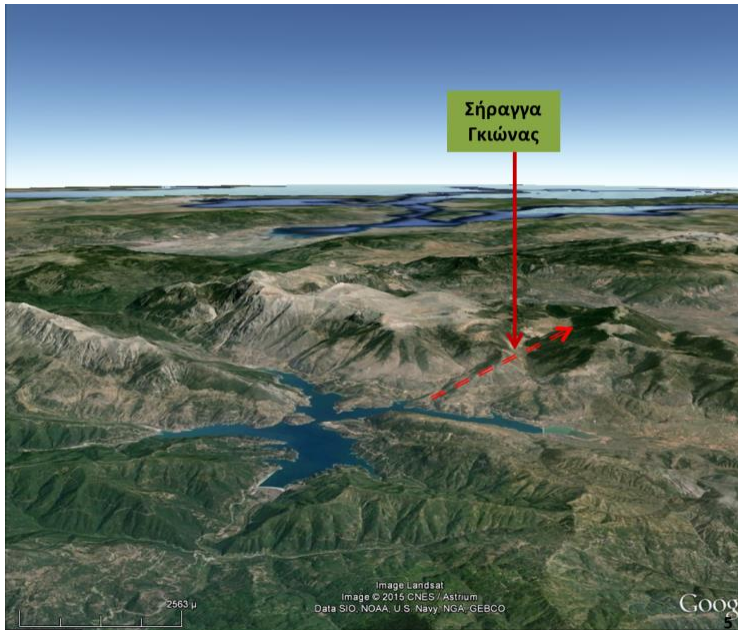 Σήραγγα
Γκιώνας
2563 μ
Image Landsat
Image © 2015 CNES / Astrium
Data SIO, NOAA, U.S. Navy, NGA, GEBCO
Goog
5